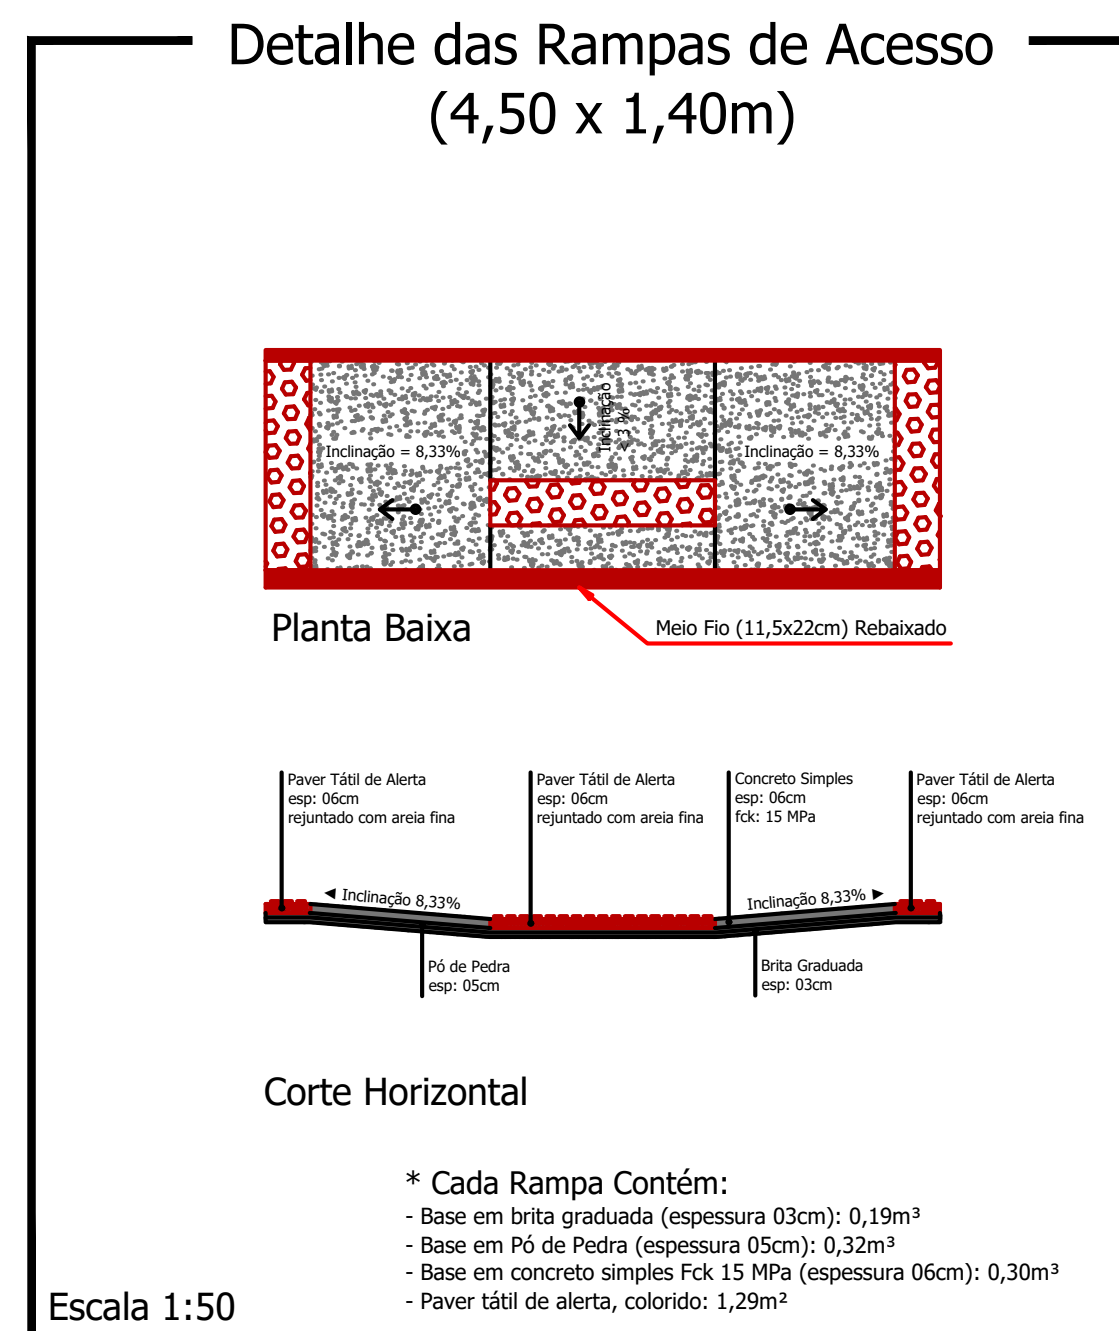 Detalhe das Rampas de Acesso
(4,50 x 1,40m)
Inclinação = 8,33%
Inclinação
< 3 %
Inclinação = 8,33%
Planta Baixa
Meio Fio (11,5x22cm) Rebaixado
Paver Tátil de Alerta
esp: 06cm
rejuntado com areia fina
Paver Tátil de Alerta
esp: 06cm
rejuntado com areia fina
Concreto Simples
esp: 06cm
fck: 15 MPa
Paver Tátil de Alerta
esp: 06cm
rejuntado com areia fina
Inclinação 8,33%
Inclinação 8,33%
Pó de Pedra
esp: 05cm
Brita Graduada
esp: 03cm
Corte Horizontal
* Cada Rampa Contém:
- Base em brita graduada (espessura 03cm): 0,19m³
- Base em Pó de Pedra (espessura 05cm): 0,32m³
- Base em concreto simples Fck 15 MPa (espessura 06cm): 0,30m³
- Paver tátil de alerta, colorido: 1,29m²
Escala 1:50